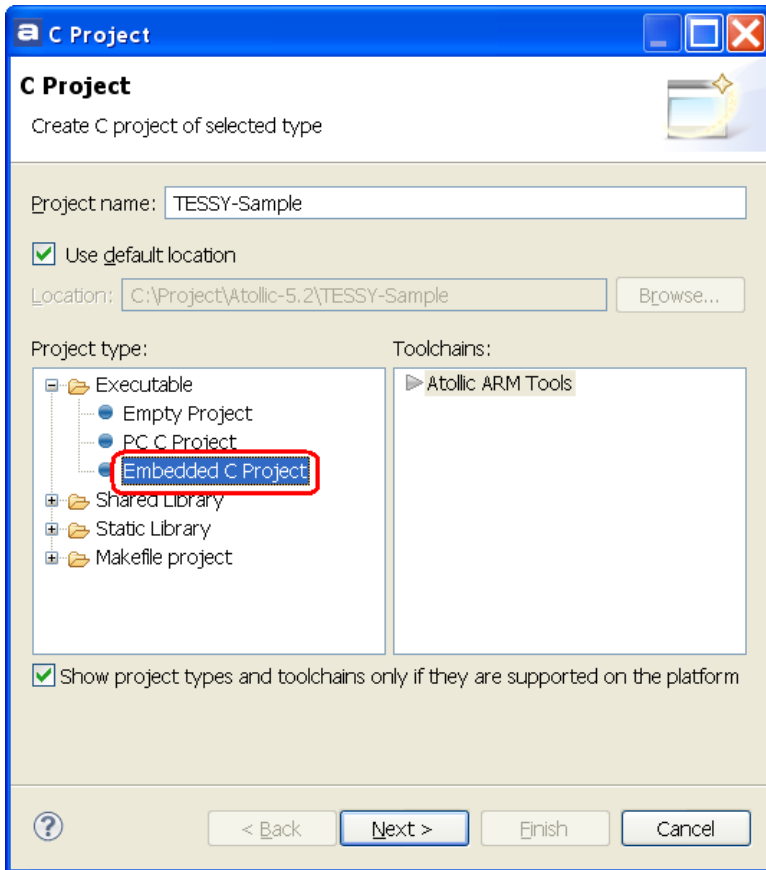 a C Project
C Project
Create C project of selected type
Project name: TESSY-Sample
Use default location
Location: C:\Project\Atollic-5.2\TESSY-Sample Browse...
Project type: Toolchains:
Executable Atollic ARM Tools
Empty Project
PC C Project
Embedded C Project
Shared Library
Static Library
Makefile project
Show project types and toolchains only if they are supported on the platform
? < Back Next > Finish Cancel